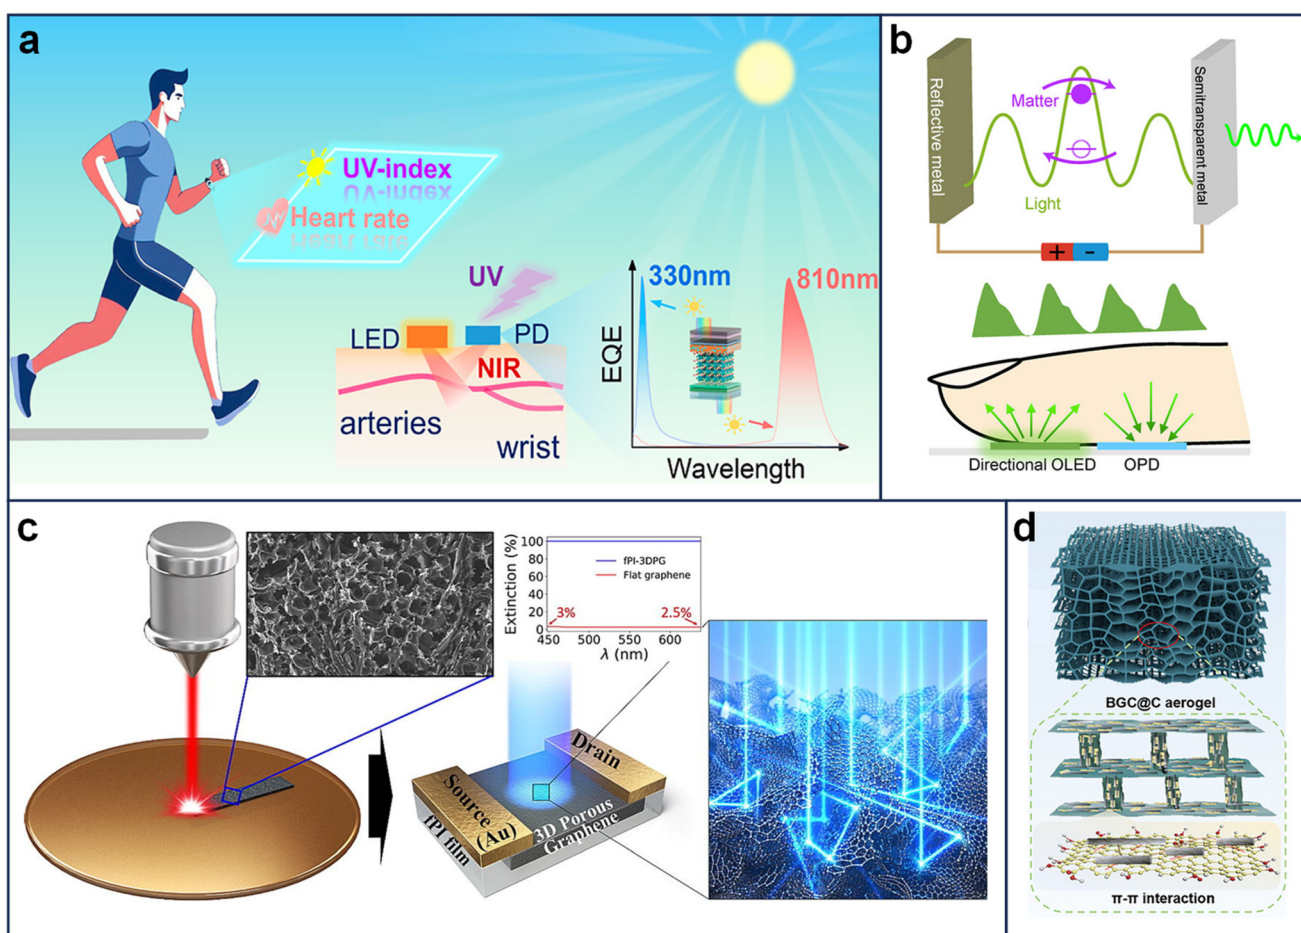 a
UV-index
Heart rate
UV
LED
PD
NIR
arteries
wrist
330nm
810nm
EQE
Wavelength
b
Reflective metal
Matter
Light
Semitransparent metal
+
-
Directional OLED
OPD
c
Extinction (%)
100
80
60
40
20
0
fPI-3DPG
Flat graphene
3%
2.5%
450
500
550
600
λ (nm)
Drain
Source
(Au)
fPI film
3D Porous
Graphene
d
BGC@C aerogel
π-π interaction